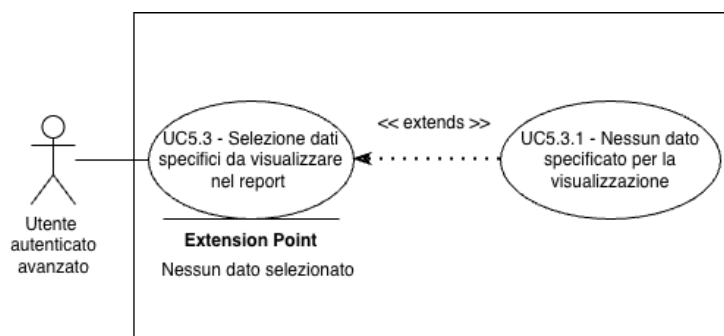 UC5.3 - Selezione dati
specifici da visualizzare
nel report
<< extends >>
UC5.3.1 - Nessun dato
specificato per la
visualizzazione
Utente
autenticato
avanzato
Extension Point
Nessun dato selezionato